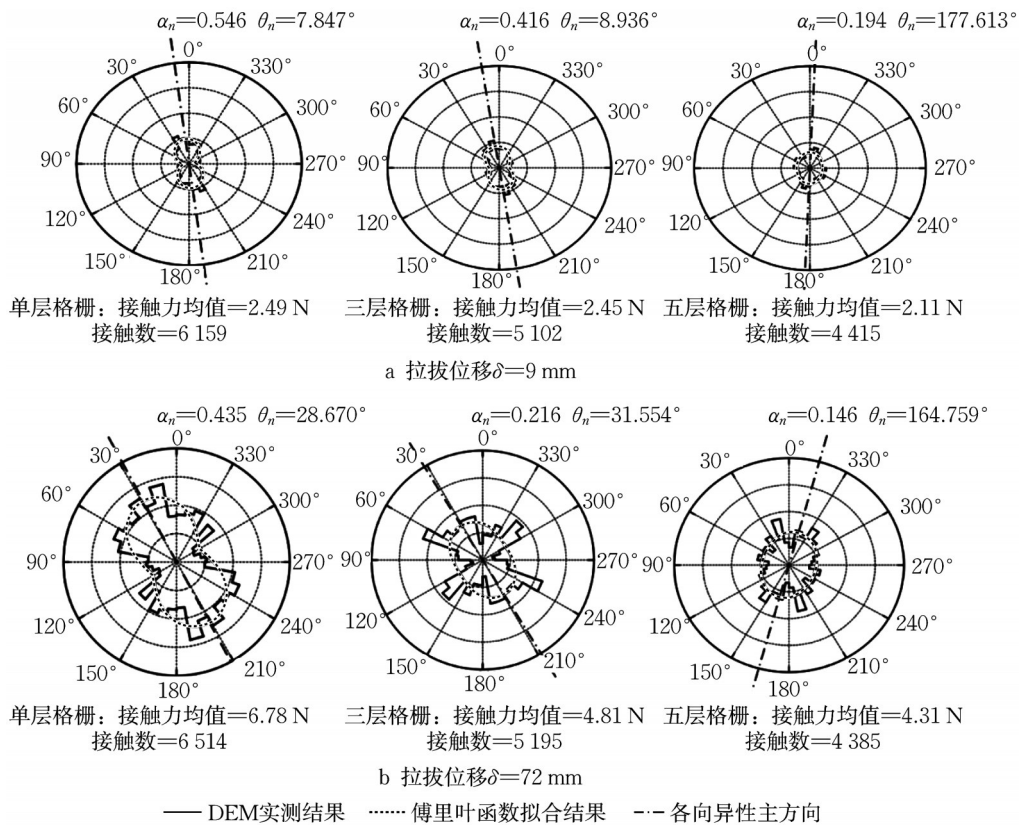 αn=0.546 θn=7.847° αn=0.416 θn=8.936° αn=0.194 θn=177.613°
0° 0° 0°
30° 330° 30° 330° 30° 330°
60° 300° 60° 300° 60° 300°
90° 270° 90° 270° 90° 270°
120° 240° 120° 240° 120° 240°
150° 210° 150° 210° 150° 210°
180° 180° 180°
单层格栅：接触力均值=2.49 N 三层格栅：接触力均值=2.45 N 五层格栅：接触力均值=2.11 N
接触数=6 159 接触数=5 102 接触数=4 415
a 拉拔位移δ=9 mm
αn=0.435 θn=28.670° αn=0.216 θn=31.554° αn=0.146 θn=164.759°
0° 0° 0°
30° 330° 30° 330° 30° 330°
60° 300° 60° 300° 60° 300°
90° 270° 90° 270° 90° 270°
120° 240° 120° 240° 120° 240°
150° 210° 150° 210° 150° 210°
180° 180° 180°
单层格栅：接触力均值=6.78 N 三层格栅：接触力均值=4.81 N 五层格栅：接触力均值=4.31 N
接触数=6 514 接触数=5 195 接触数=4 385
b 拉拔位移δ=72 mm
DEM实测结果 傅里叶函数拟合结果 各向异性主方向